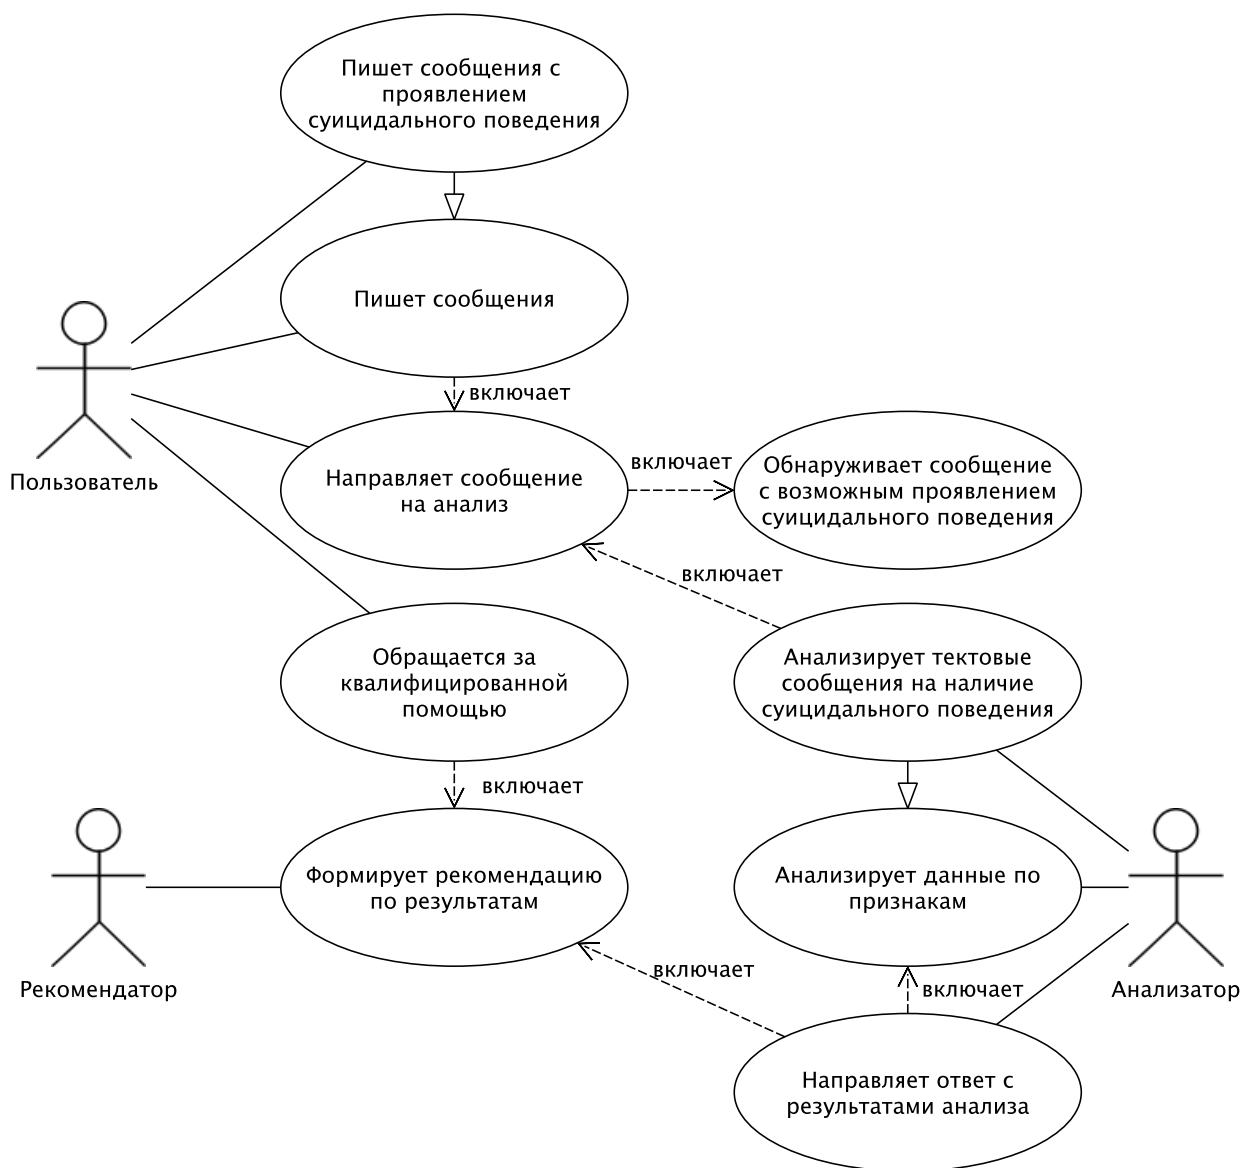 Пишет сообщения с
проявлением
суицидального поведения
Пишет сообщения
включает
Пользователь
Направляет сообщение
на анализ
включает
Обнаруживает сообщение
с возможным проявлением
суицидального поведения
включает
Обращается за
квалифицированной
помощью
Анализирует тектовые
сообщения на наличие
суицидального поведения
включает
Рекомендатор
Формирует рекомендацию
по результатам
Анализирует данные по
признакам
Анализатор
включает
включает
Направляет ответ с
результатами анализа